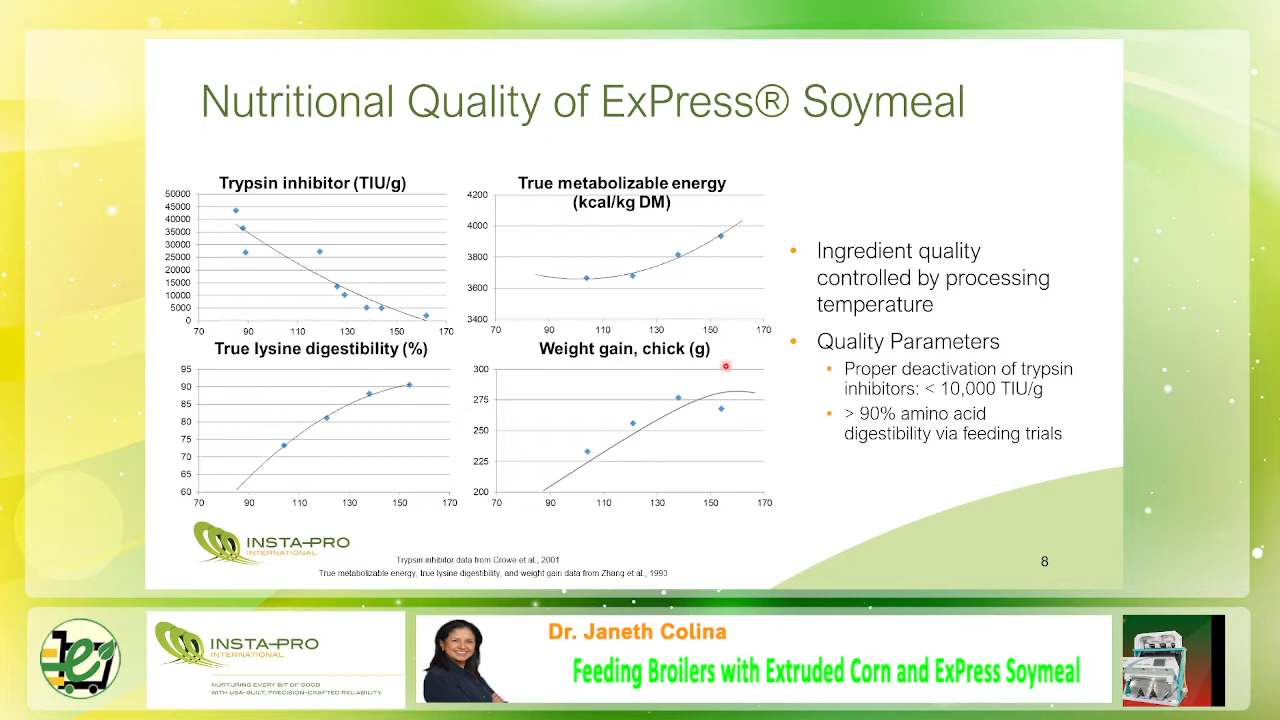 Nutritional Quality of ExPress® Soymeal
Trypsin inhibitor (TIU/g)
50000
45000
40000
35000
30000
25000
20000
15000
10000
5000
0
70 90 110 130 150 170
True metabolizable energy
(kcal/kg DM)
4200
4000
3800
3600
3400
70 90 110 130 150 170
True lysine digestibility (%)
95
90
85
80
75
70
65
60
70 90 110 130 150 170
Weight gain, chick (g)
300
275
250
225
200
70 90 110 130 150 170
• Ingredient quality
controlled by processing
temperature
• Quality Parameters
• Proper deactivation of trypsin
inhibitors: < 10,000 TIU/g
• > 90% amino acid
digestibility via feeding trials
INSTA-PRO
INTERNATIONAL
Trypsin inhibitor data from Crowe et al., 2001
True metabolizable energy, true lysine digestibility, and weight gain data from Zhang et al., 1993
8
e
INSTA-PRO
INTERNATIONAL
NURTURING EVERY BIT OF GOOD
WITH USA-BUILT, PRECISION-CRAFTED RELIABILITY
Dr. Janeth Colina
Feeding Broilers with Extruded Corn and ExPress Soymeal